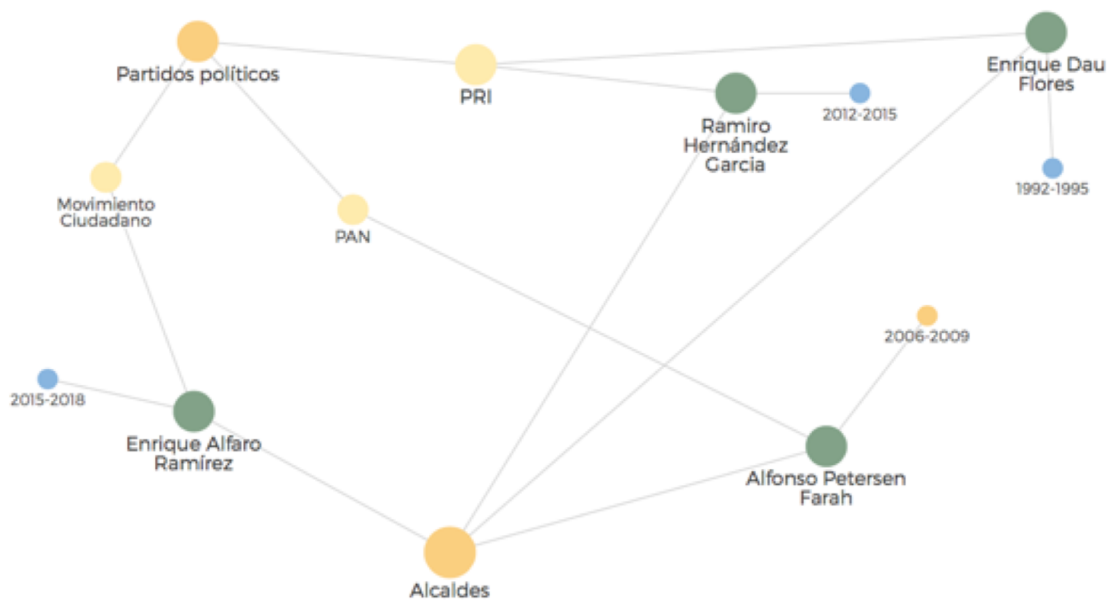 Partidos políticos
PRI
Enrique Dau
Flores
Ramiro
Hernández
Garcia
2012-2015
1992-1995
Movimiento
Ciudadano
PAN
2006-2009
2015-2018
Enrique Alfaro
Ramírez
Alfonso Petersen
Farah
Alcaldes